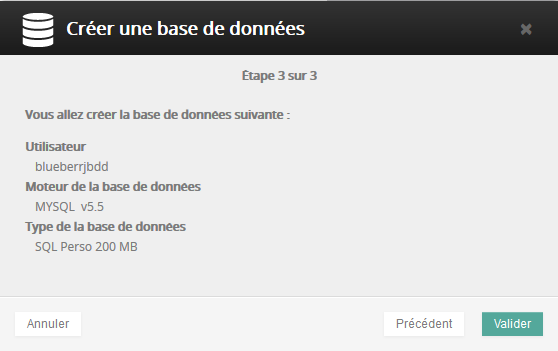 Créer une base de données
Étape 3 sur 3
Vous allez créer la base de données suivante :
Utilisateur
blueberrjbdd
Moteur de la base de données
MYSQL v5.5
Type de la base de données
SQL Perso 200 MB
Annuler
Précédent
Valider